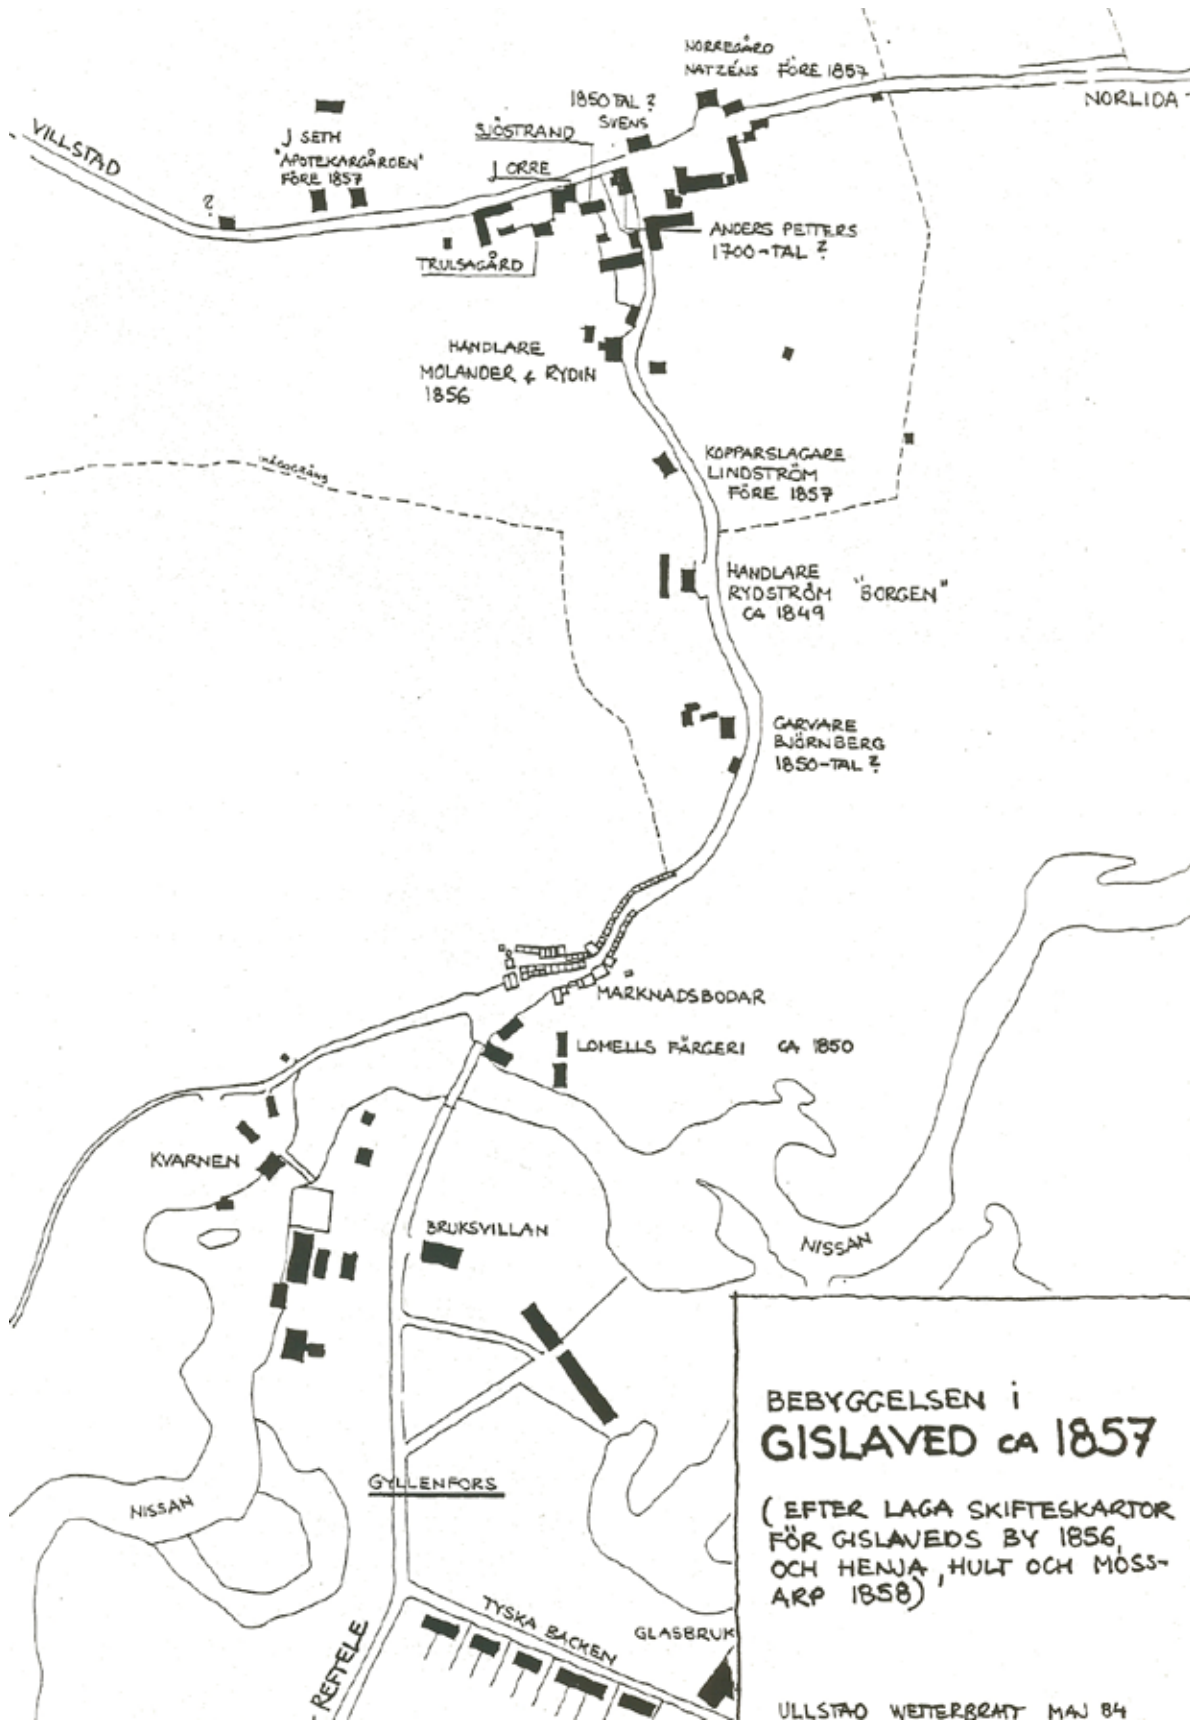 NORREGÅRD
NATZÉNS FÖRE 1857
NORLIDA
1850 TAL ?
SVENS
SJÖSTRAND
J ORRE
VILLSTAD
J SETH
"APOTEKARGÅRDEN"
FÖRE 1857
?
TRULSAGÅRD
ANDERS PETTERS
1700-TAL ?
HANDLARE
MOLANDER & RYDIN
1856
KOPPARSLAGARE
LINDSTRÖM
FÖRE 1857
HANDLARE
RYDSTRÖM "BORGEN"
CA 1849
GARVARE
BJÖRNBERG
1850-TAL ?
MARKNADSBODAR
LOMELLS FÄRGERI CA 1850
KVARNEN
BRUKSVILLAN
NISSAN
GYLLENFORS
NISSAN
TYSKA BACKEN
GLASBRUK
REFTELE
BEBYGGELSEN i
GISLAVED CA 1857
(EFTER LAGA SKIFTESKARTOR
FÖR GISLAVEDS BY 1856,
OCH HENJA, HULT OCH MOSS-
ARP 1858)
ULLSTAD WETTERBRATT MAJ 84